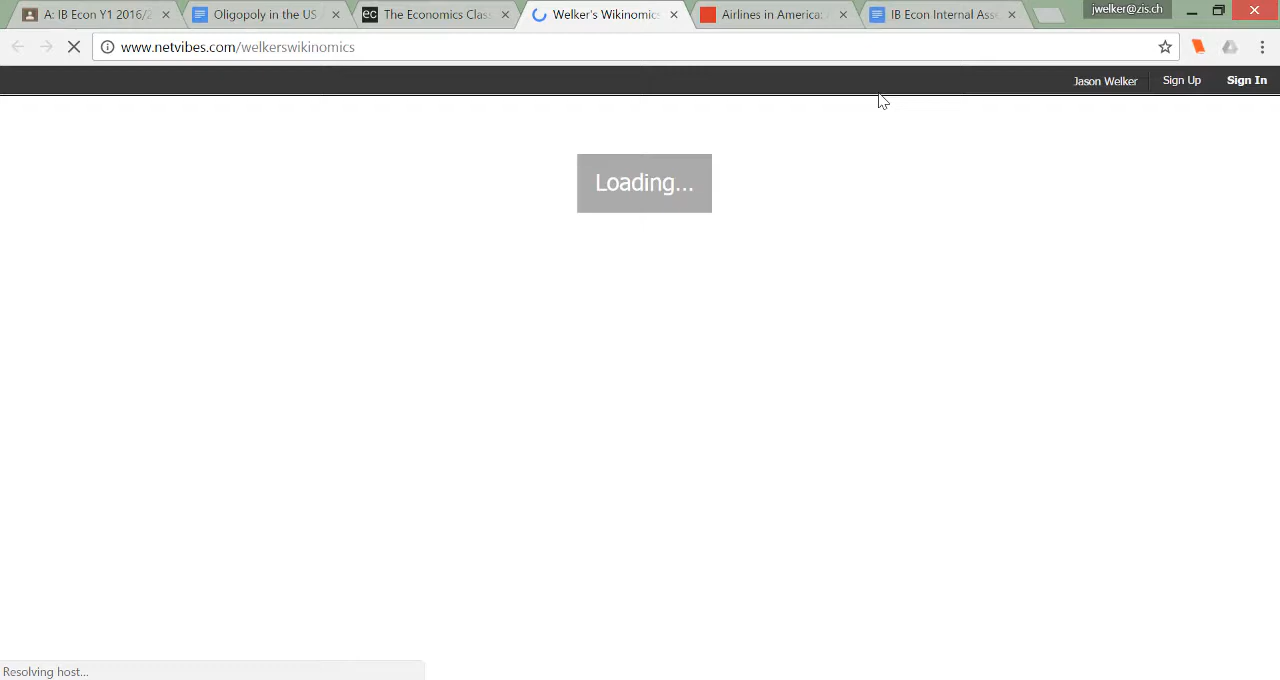 A: IB Econ Y1 2016/2
Oligopoly in the US
ec The Economics Clas
Welker's Wikinomic
Airlines in America:
IB Econ Internal Ass
jwelker@zis.ch
www.netvibes.com/welkerswikinomics
Jason Welker
Sign Up
Sign In
Loading...
Resolving host...